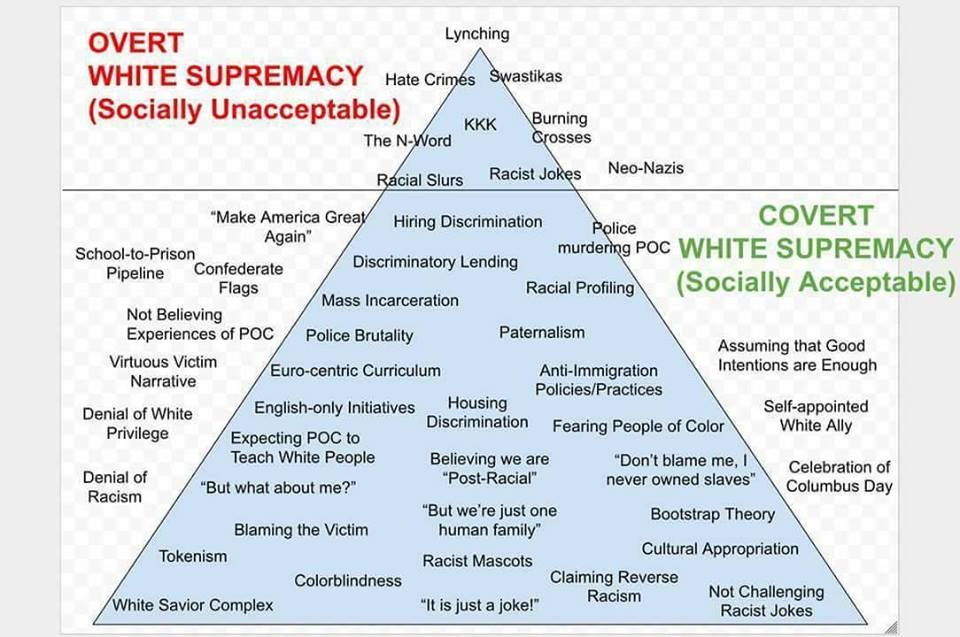 Lynching
OVERT
WHITE SUPREMACY
(Socially Unacceptable)
Hate Crimes
Swastikas
KKK
Burning
Crosses
The N-Word
Racial Slurs
Racist Jokes
Neo-Nazis
COVERT
WHITE SUPREMACY
(Socially Acceptable)
"Make America Great
Again"
Hiring Discrimination
Police
murdering POC
School-to-Prison
Pipeline
Confederate
Flags
Discriminatory Lending
Mass Incarceration
Racial Profiling
Not Believing
Experiences of POC
Police Brutality
Paternalism
Assuming that Good
Intentions are Enough
Virtuous Victim
Narrative
Euro-centric Curriculum
Anti-Immigration
Policies/Practices
Denial of White
Privilege
English-only Initiatives
Housing
Discrimination
Fearing People of Color
Self-appointed
White Ally
Expecting POC to
Teach White People
Believing we are
"Post-Racial"
"Don't blame me, I
never owned slaves"
Celebration of
Columbus Day
Denial of
Racism
"But what about me?"
"But we're just one
human family"
Bootstrap Theory
Blaming the Victim
Tokenism
Racist Mascots
Cultural Appropriation
Colorblindness
Claiming Reverse
Racism
Not Challenging
Racist Jokes
White Savior Complex
"It is just a joke!"